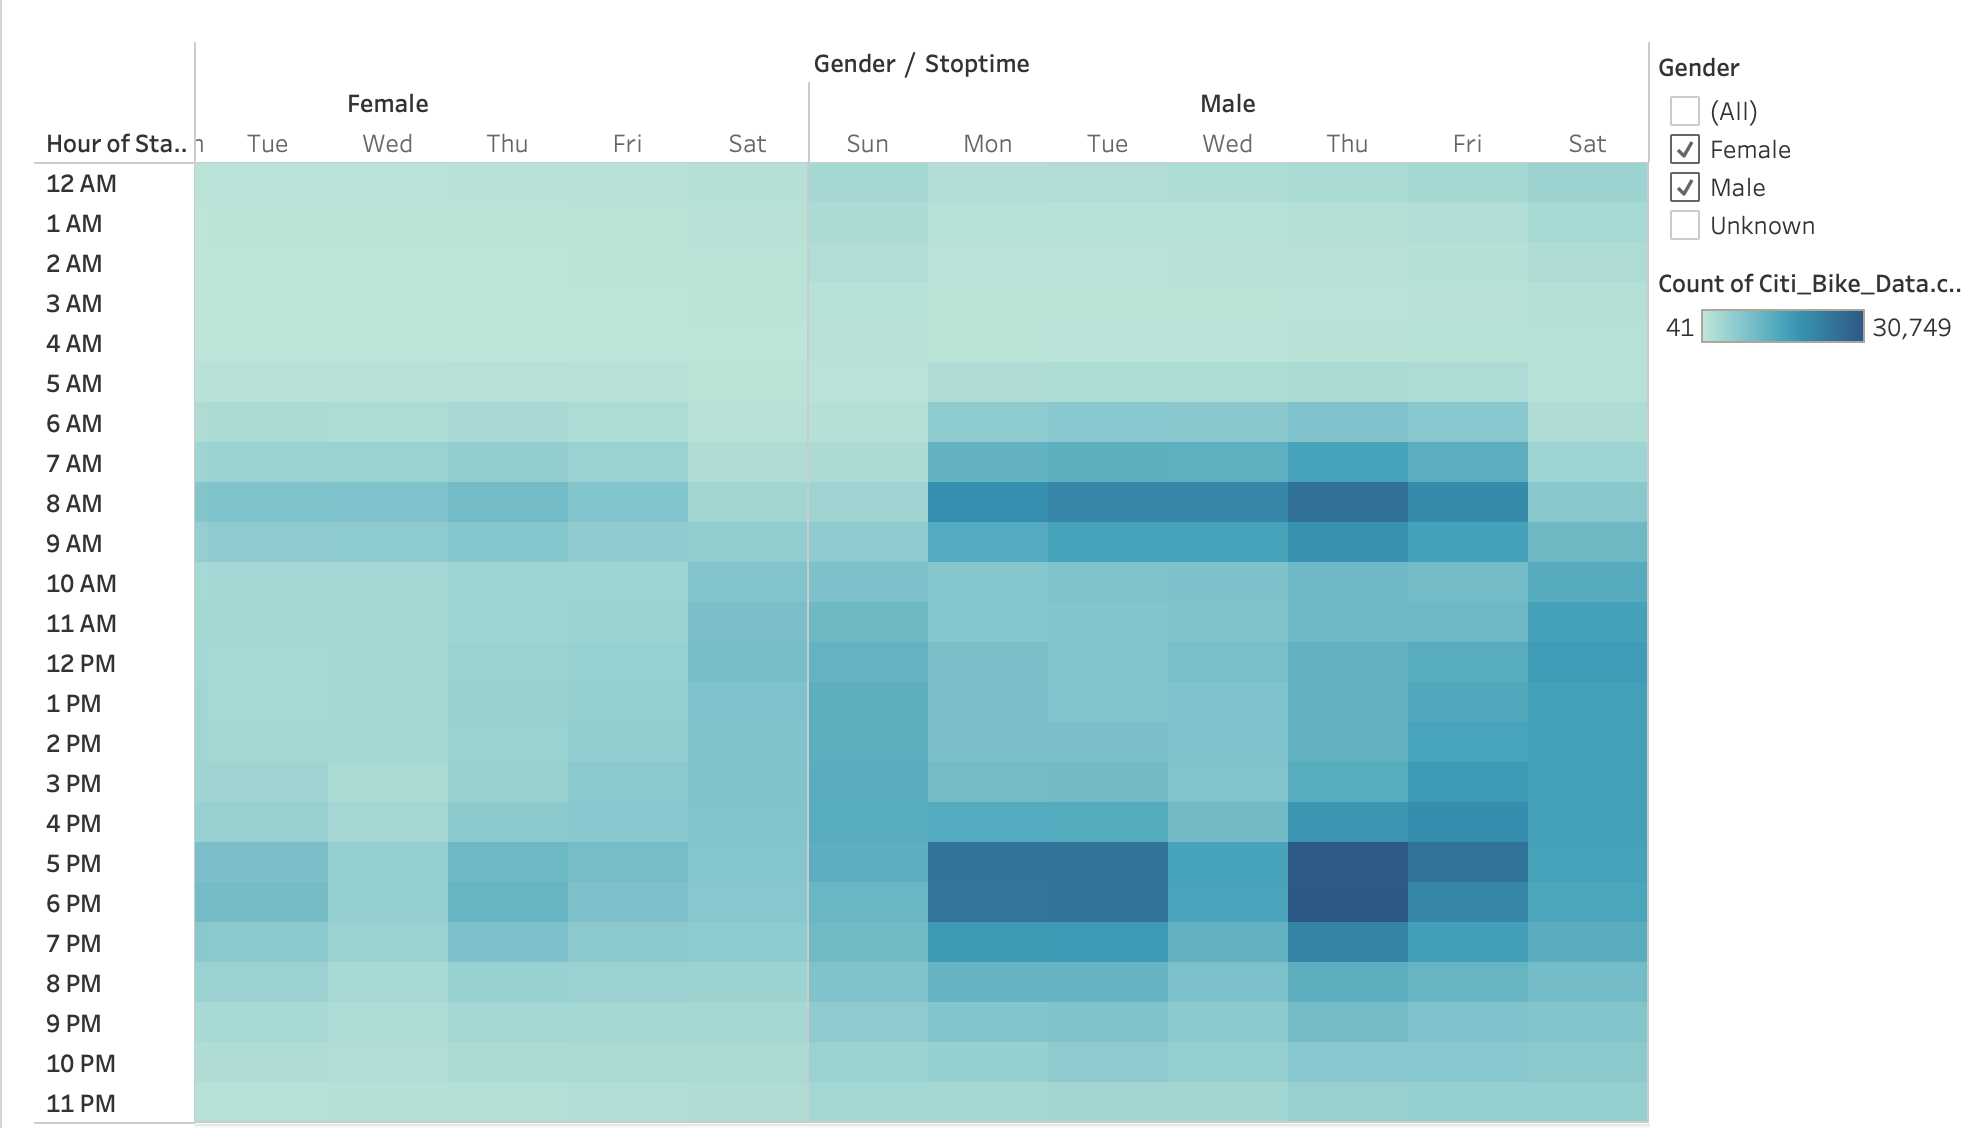 Gender / Stoptime
Female Male
Hour of Sta.. n Tue Wed Thu Fri Sat Sun Mon Tue Wed Thu Fri Sat
12 AM
1 AM
2 AM
3 AM
4 AM
5 AM
6 AM
7 AM
8 AM
9 AM
10 AM
11 AM
12 PM
1 PM
2 PM
3 PM
4 PM
5 PM
6 PM
7 PM
8 PM
9 PM
10 PM
11 PM
Gender
(All)
Female
Male
Unknown
Count of Citi_Bike_Data.c..
41 30,749